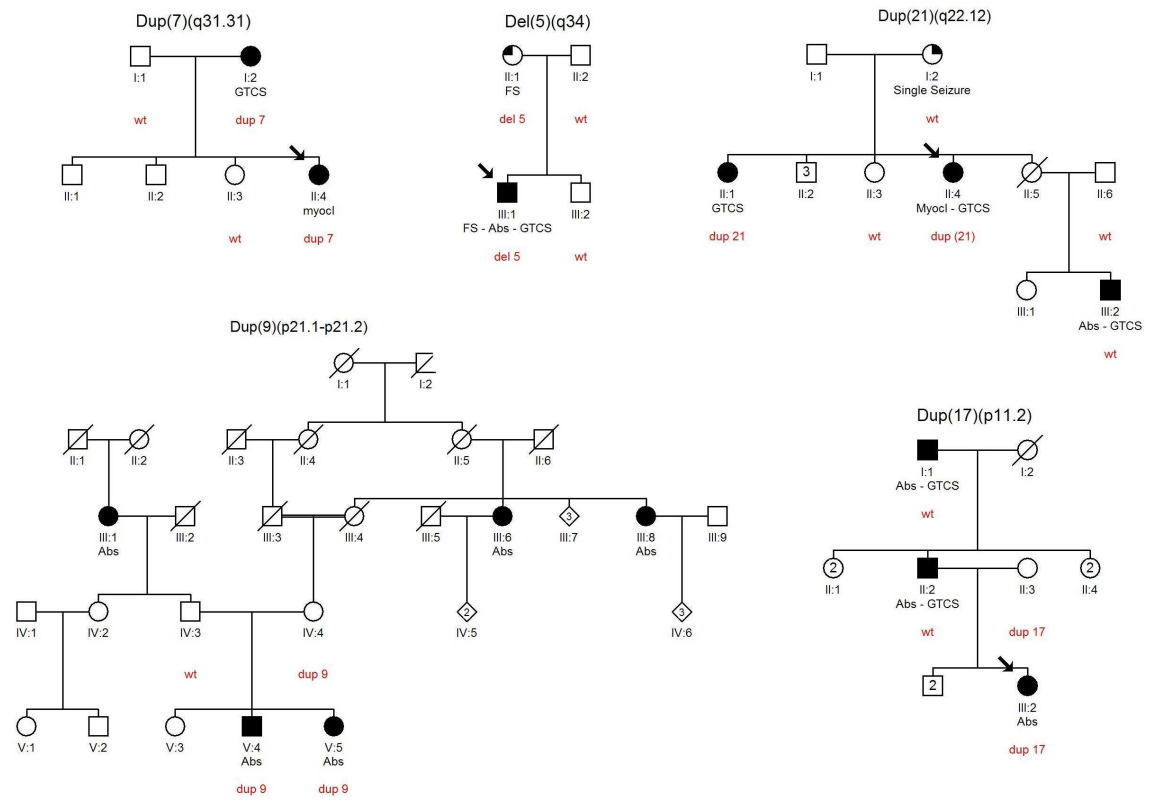 Dup(7)(q31.31)
I:1
I:2
GTCS
wt
dup 7
II:1
II:2
II:3
II:4
myocl
wt
dup 7
Del(5)(q34)
II:1
FS
II:2
del 5
wt
III:1
FS - Abs - GTCS
III:2
del 5
wt
Dup(21)(q22.12)
I:1
I:2
Single Seizure
wt
3
II:1
GTCS
II:2
II:3
II:4
Myocl - GTCS
II:5
II:6
dup 21
wt
dup (21)
wt
III:1
III:2
Abs - GTCS
wt
Dup(9)(p21.1-p21.2)
I:1
I:2
II:1
II:2
II:3
II:4
II:5
II:6
3
III:1
Abs
III:2
III:3
III:4
III:5
III:6
Abs
III:7
III:8
Abs
III:9
2
3
IV:1
IV:2
IV:3
IV:4
IV:5
IV:6
wt
dup 9
V:1
V:2
V:3
V:4
Abs
V:5
Abs
dup 9
dup 9
Dup(17)(p11.2)
I:1
Abs - GTCS
I:2
wt
2
2
II:1
II:2
Abs - GTCS
II:3
II:4
wt
dup 17
2
III:2
Abs
dup 17